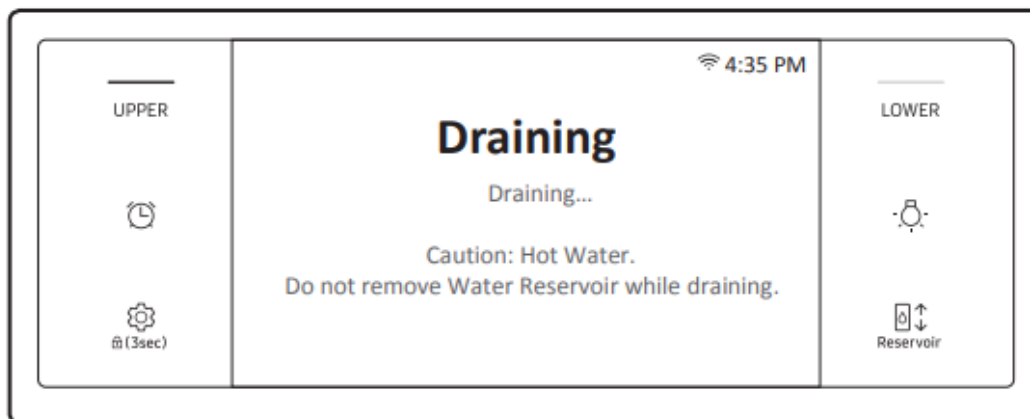 4:35 PM
UPPER
LOWER
Draining
Draining...
Caution: Hot Water.
Do not remove Water Reservoir while draining.
(3sec)
Reservoir